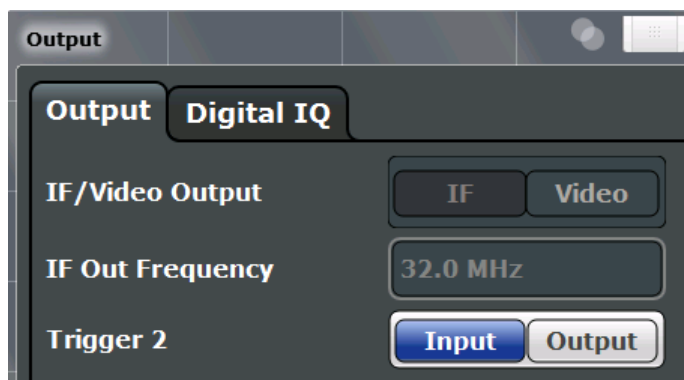 Output
Output Digital IQ
IF/Video Output IF Video
IF Out Frequency 32.0 MHz
Trigger 2 Input Output